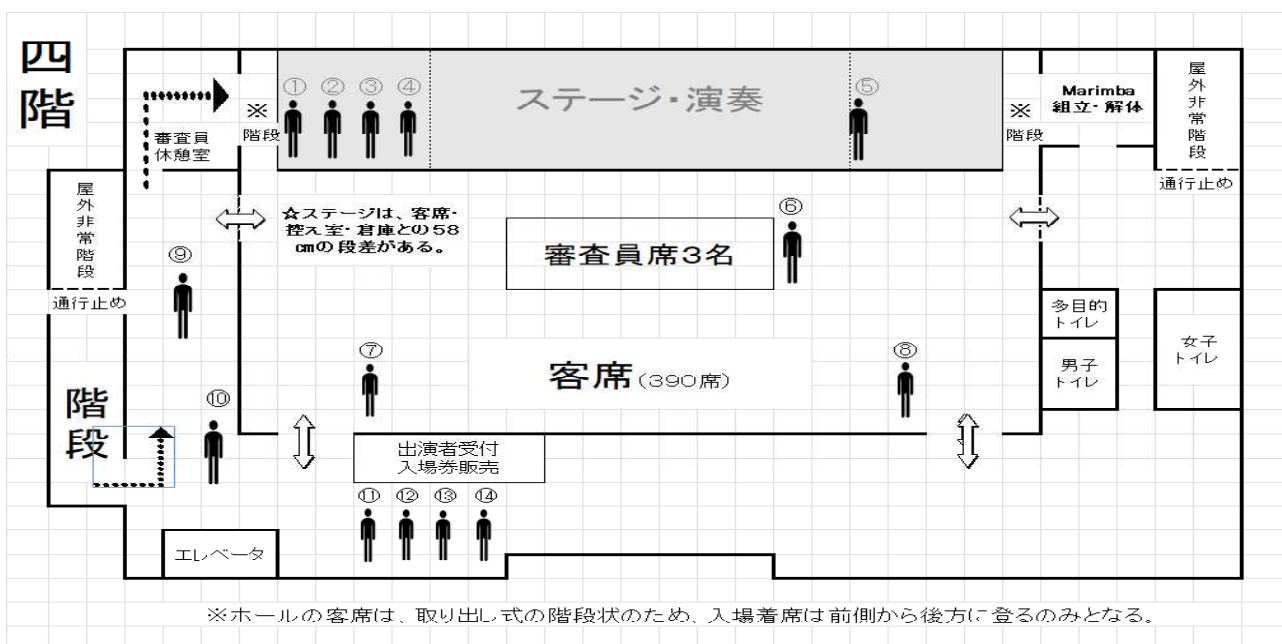 四
階
① ② ③ ④
ステージ・演奏
⑤
※
階段
審査員
休憩室
※
階段
Marimba
組立・解体
屋外非常階段
通行止め
屋外非常階段
通行止め
☆ステージは、客席・
控え室・倉庫との58
㎝の段差がある。
⑥
審査員席3名
⑨
⑦
客席(390席)
⑧
多目的
トイレ
男子
トイレ
女子
トイレ
階
段
⑩
出演者受付
入場券販売
⑪ ⑫ ⑬ ⑭
エレベータ
※ホールの客席は、取り出し式の階段状のため、入場着席は前側から後方に登るのみとなる。